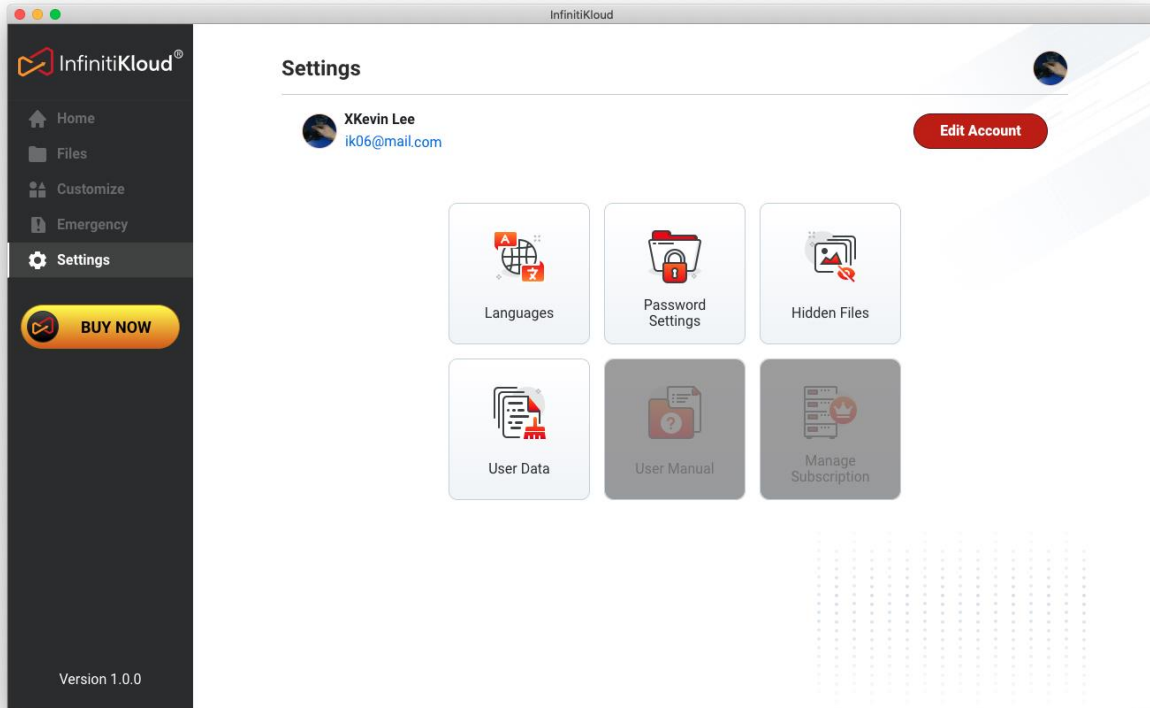 InfinitiKloud
InfinitiKloud®
Home
Files
Customize
Emergency
Settings
BUY NOW
Version 1.0.0
Settings
XKevin Lee
ik06@mail.com
Edit Account
A
文
Languages
Password
Settings
Hidden Files
User Data
?
User Manual
Manage
Subscription